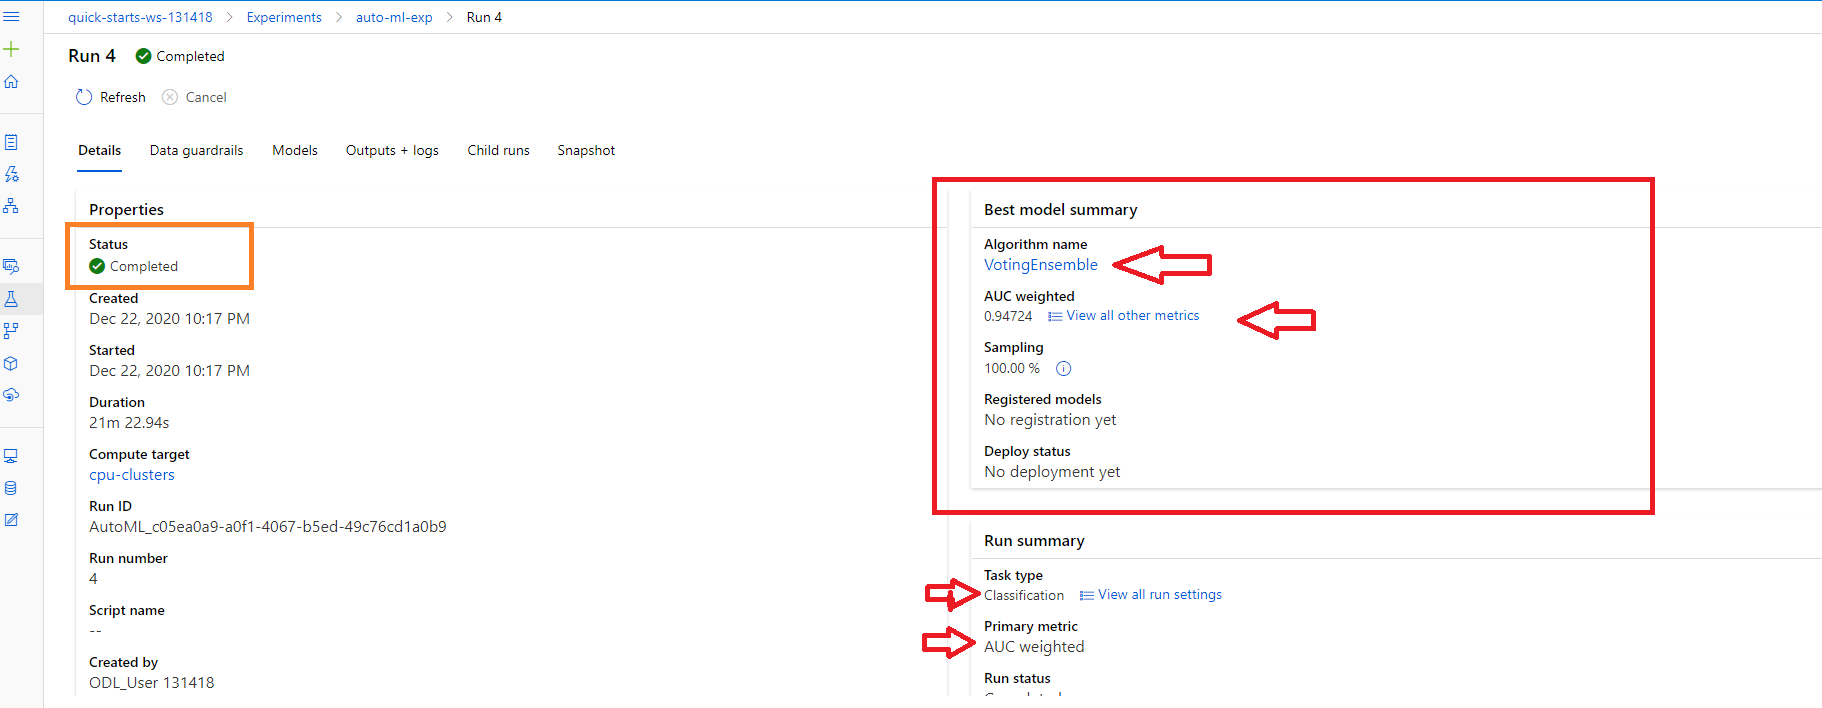 quick-starts-ws-131418 > Experiments > auto-ml-exp > Run 4
Run 4 Completed
Refresh Cancel
Details Data guardrails Models Outputs + logs Child runs Snapshot
Properties
Status
Completed
Created
Dec 22, 2020 10:17 PM
Started
Dec 22, 2020 10:17 PM
Duration
21m 22.94s
Compute target
cpu-clusters
Run ID
AutoML_c05ea0a9-a0f1-4067-b5ed-49c76cd1a0b9
Run number
4
Script name
--
Created by
ODL_User 131418
Best model summary
Algorithm name
VotingEnsemble
AUC weighted
0.94724 View all other metrics
Sampling
100.00 %
Registered models
No registration yet
Deploy status
No deployment yet
Run summary
Task type
Classification View all run settings
Primary metric
AUC weighted
Run status